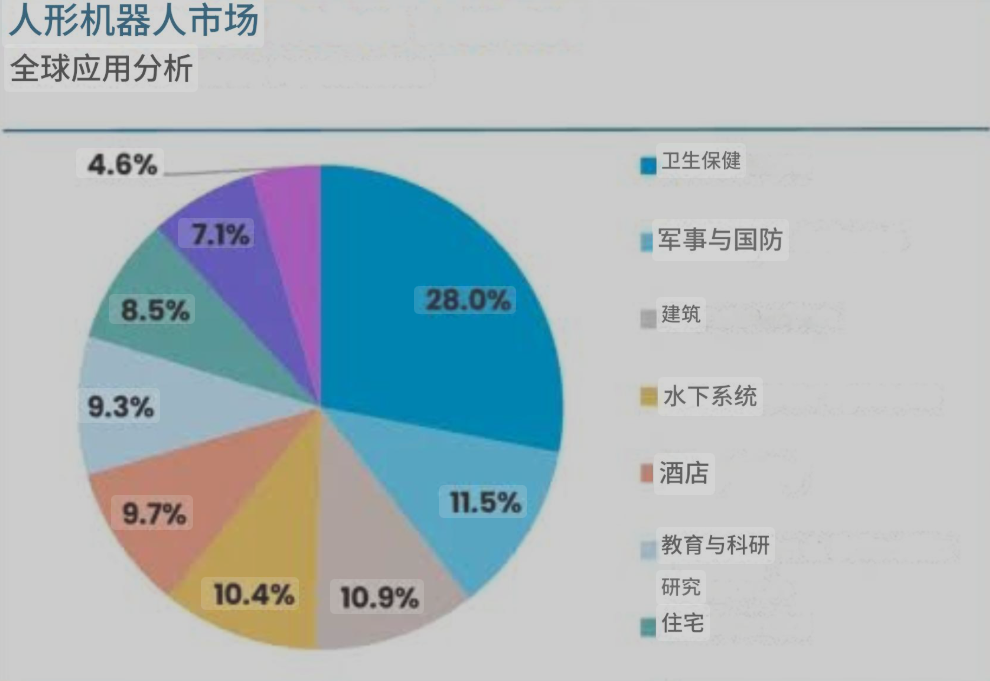 人形机器人市场
全球应用分析
4.6%
7.1%
28.0%
8.5%
9.3%
11.5%
9.7%
10.4%
10.9%
卫生保健
军事与国防
建筑
水下系统
酒店
教育与科研
研究
住宅